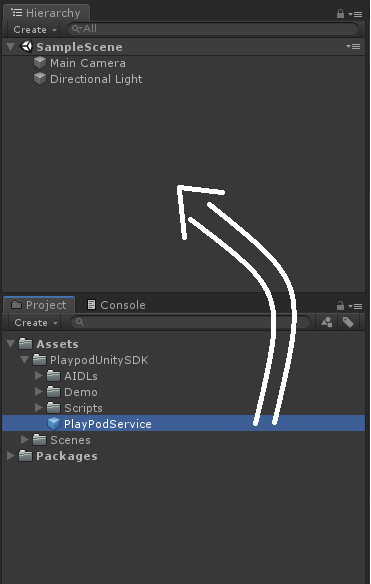 Hierarchy
Create All
SampleScene
Main Camera
Directional Light
Project Console
Create
Assets
PlaypodUnitySDK
AIDLs
Demo
Scripts
PlayPodService
Scenes
Packages